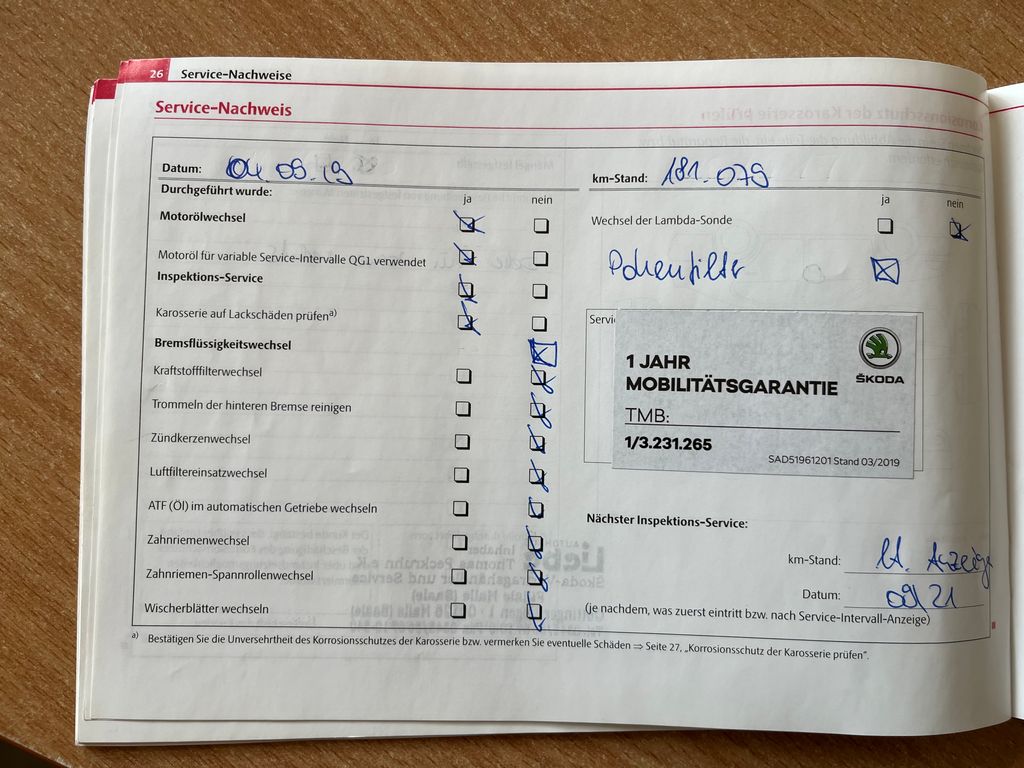 26 Service-Nachweise
Service-Nachweis
Datum: 04 09.19
km-Stand: 181.079
Durchgeführt wurde:
ja nein
ja nein
Motorölwechsel
Wechsel der Lambda-Sonde
Motoröl für variable Service-Intervalle QG1 verwendet
Pollenfilter
Inspektions-Service
Karosserie auf Lackschäden prüfen a)
Bremsflüssigkeitswechsel
Kraftstofffilterwechsel
Trommeln der hinteren Bremse reinigen
Zündkerzenwechsel
Luftfiltereinsatzwechsel
ATF (Öl) im automatischen Getriebe wechseln
Zahnriemenwechsel
Zahnriemen-Spannrollenwechsel
Wischerblätter wechseln
Servi
1 JAHR
MOBILITÄTSGARANTIE
ŠKODA
TMB:
1/3.231.265
SAD51961201 Stand 03/2019
Nächster Inspektions-Service:
km-Stand: lt. Anzeige
Datum: 09/21
(je nachdem, was zuerst eintritt bzw. nach Service-Intervall-Anzeige)
a) Bestätigen Sie die Unversehrtheit des Korrosionsschutzes der Karosserie bzw. vermerken Sie eventuelle Schäden ⇒ Seite 27, „Korrosionsschutz der Karosserie prüfen“.